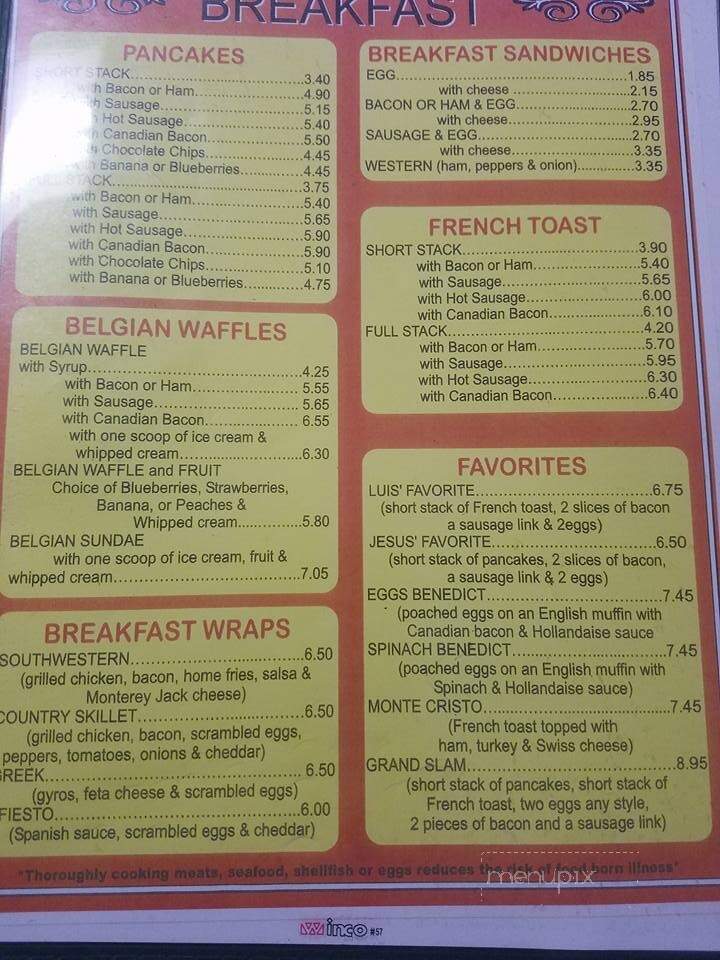 BREAKFAST
PANCAKES
SHORT STACK 3.40
with Bacon or Ham 4.90
with Sausage 5.15
Hot Sausage 5.40
Canadian Bacon 5.50
Chocolate Chips 4.45
Banana or Blueberries 4.45
FULL STACK 3.75
with Bacon or Ham 5.40
with Sausage 5.65
with Hot Sausage 5.90
with Canadian Bacon 5.90
with Chocolate Chips 5.10
with Banana or Blueberries 4.75
BELGIAN WAFFLES
BELGIAN WAFFLE
with Syrup 4.25
with Bacon or Ham 5.55
with Sausage 5.65
with Canadian Bacon 6.55
with one scoop of ice cream &
whipped cream 6.30
BELGIAN WAFFLE and FRUIT
Choice of Blueberries, Strawberries,
Banana, or Peaches &
Whipped cream 5.80
BELGIAN SUNDAE
with one scoop of ice cream, fruit &
whipped cream 7.05
BREAKFAST WRAPS
SOUTHWESTERN 6.50
(grilled chicken, bacon, home fries, salsa &
Monterey Jack cheese)
COUNTRY SKILLET 6.50
(grilled chicken, bacon, scrambled eggs,
peppers, tomatoes, onions & cheddar)
GREEK 6.50
(gyros, feta cheese & scrambled eggs)
FIESTO 6.00
(Spanish sauce, scrambled eggs & cheddar)
BREAKFAST SANDWICHES
EGG 1.85
with cheese 2.15
BACON OR HAM & EGG 2.70
with cheese 2.95
SAUSAGE & EGG 2.70
with cheese 3.35
WESTERN (ham, peppers & onion) 3.35
FRENCH TOAST
SHORT STACK 3.90
with Bacon or Ham 5.40
with Sausage 5.65
with Hot Sausage 6.00
with Canadian Bacon 6.10
FULL STACK 4.20
with Bacon or Ham 5.70
with Sausage 5.95
with Hot Sausage 6.30
with Canadian Bacon 6.40
FAVORITES
LUIS' FAVORITE 6.75
(short stack of French toast, 2 slices of bacon
a sausage link & 2eggs)
JESUS' FAVORITE 6.50
(short stack of pancakes, 2 slices of bacon,
a sausage link & 2 eggs)
EGGS BENEDICT 7.45
(poached eggs on an English muffin with
Canadian bacon & Hollandaise sauce
SPINACH BENEDICT 7.45
(poached eggs on an English muffin with
Spinach & Hollandaise sauce)
MONTE CRISTO 7.45
(French toast topped with
ham, turkey & Swiss cheese)
GRAND SLAM 8.95
(short stack of pancakes, short stack of
French toast, two eggs any style,
2 pieces of bacon and a sausage link)
*Thoroughly cooking meats, seafood, shellfish or eggs reduces the risk of food born illness*
menupix
Winco #57